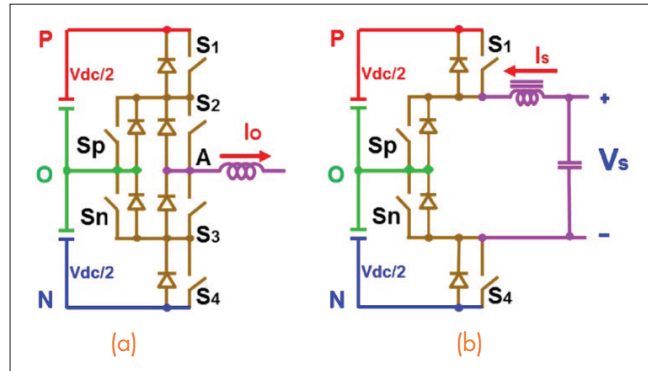 P
Vdc/2
S1
S2
Sp
O
A
Io
Sn
S3
Vdc/2
N
S4
(a)
P
Vdc/2
S1
Is
+
Sp
O
Vs
Sn
−
Vdc/2
N
S4
(b)